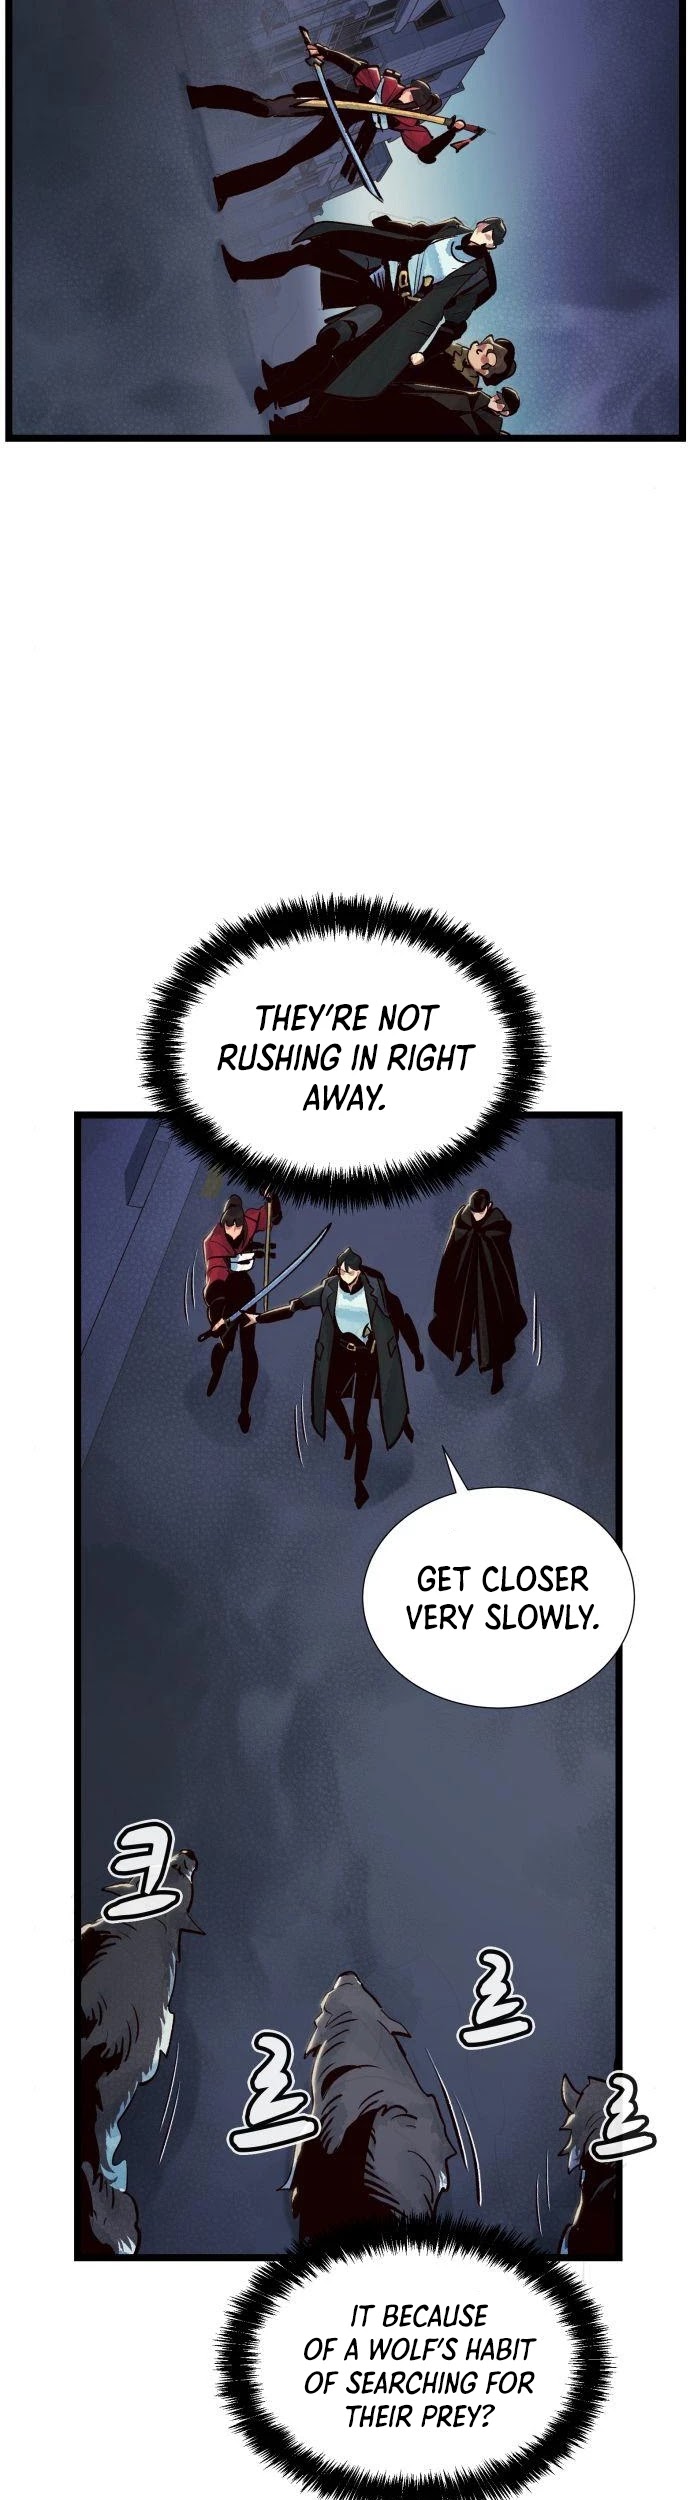 THEY'RE NOT
RUSHING IN RIGHT
AWAY.
GET CLOSER
VERY SLOWLY.
크
르
르
르
IT BECAUSE
OF A WOLF'S HABIT
OF SEARCHING FOR
THEIR PREY?